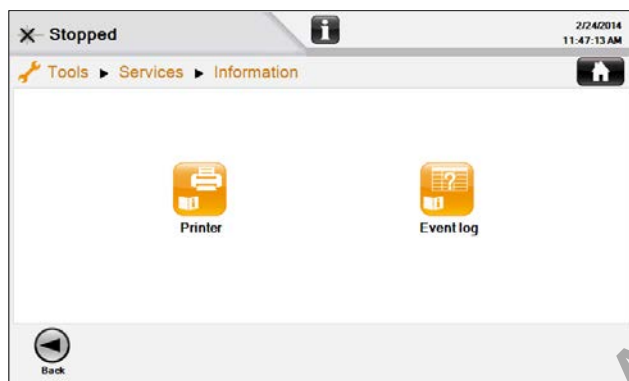 Stopped
2/24/2014
11:47:13 AM
Tools ▶ Services ▶ Information
Printer
Event log
Back